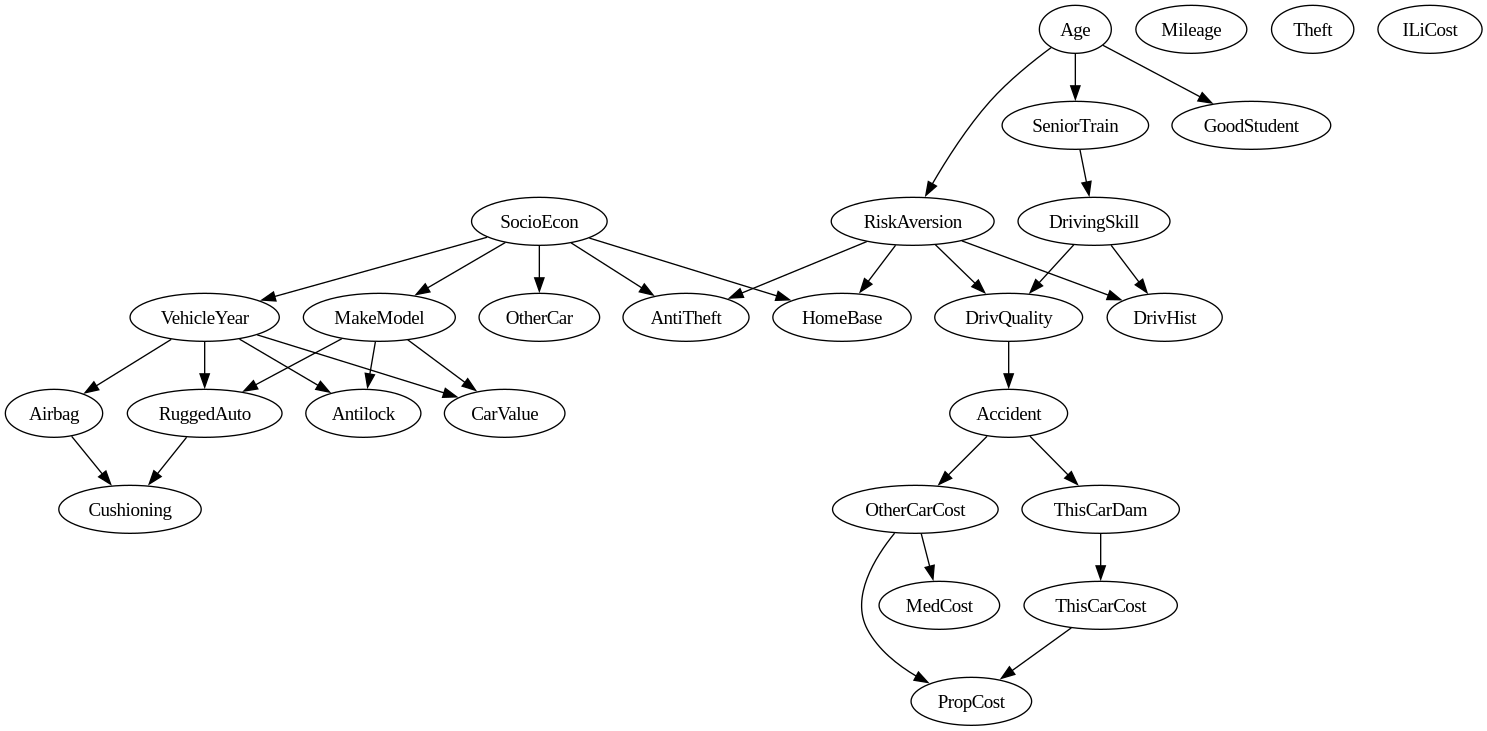 Age
Mileage
Theft
ILiCost
SeniorTrain
GoodStudent
SocioEcon
RiskAversion
DrivingSkill
VehicleYear
MakeModel
OtherCar
AntiTheft
HomeBase
DrivQuality
DrivHist
Airbag
RuggedAuto
Antilock
CarValue
Accident
Cushioning
OtherCarCost
ThisCarDam
MedCost
ThisCarCost
PropCost